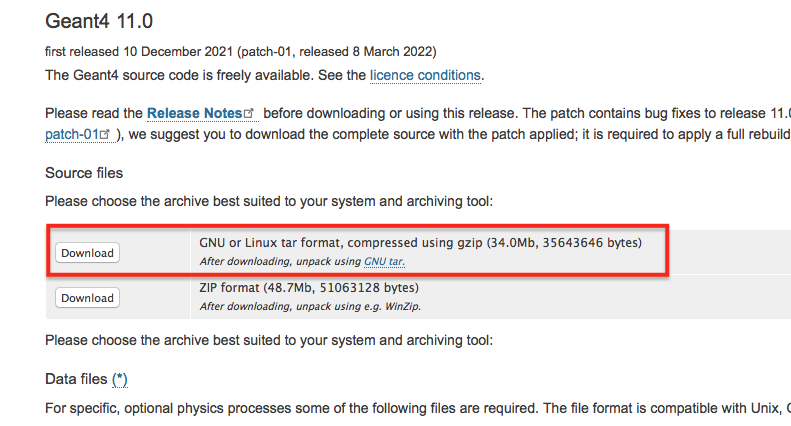 Geant4 11.0
first released 10 December 2021 (patch-01, released 8 March 2022)
The Geant4 source code is freely available. See the licence conditions.
Please read the Release Notes before downloading or using this release. The patch contains bug fixes to release 11.0
patch-01 ), we suggest you to download the complete source with the patch applied; it is required to apply a full rebuild
Source files
Please choose the archive best suited to your system and archiving tool:
Download
GNU or Linux tar format, compressed using gzip (34.0Mb, 35643646 bytes)
After downloading, unpack using GNU tar.
Download
ZIP format (48.7Mb, 51063128 bytes)
After downloading, unpack using e.g. WinZip.
Please choose the archive best suited to your system and archiving tool:
Data files (*)
For specific, optional physics processes some of the following files are required. The file format is compatible with Unix,